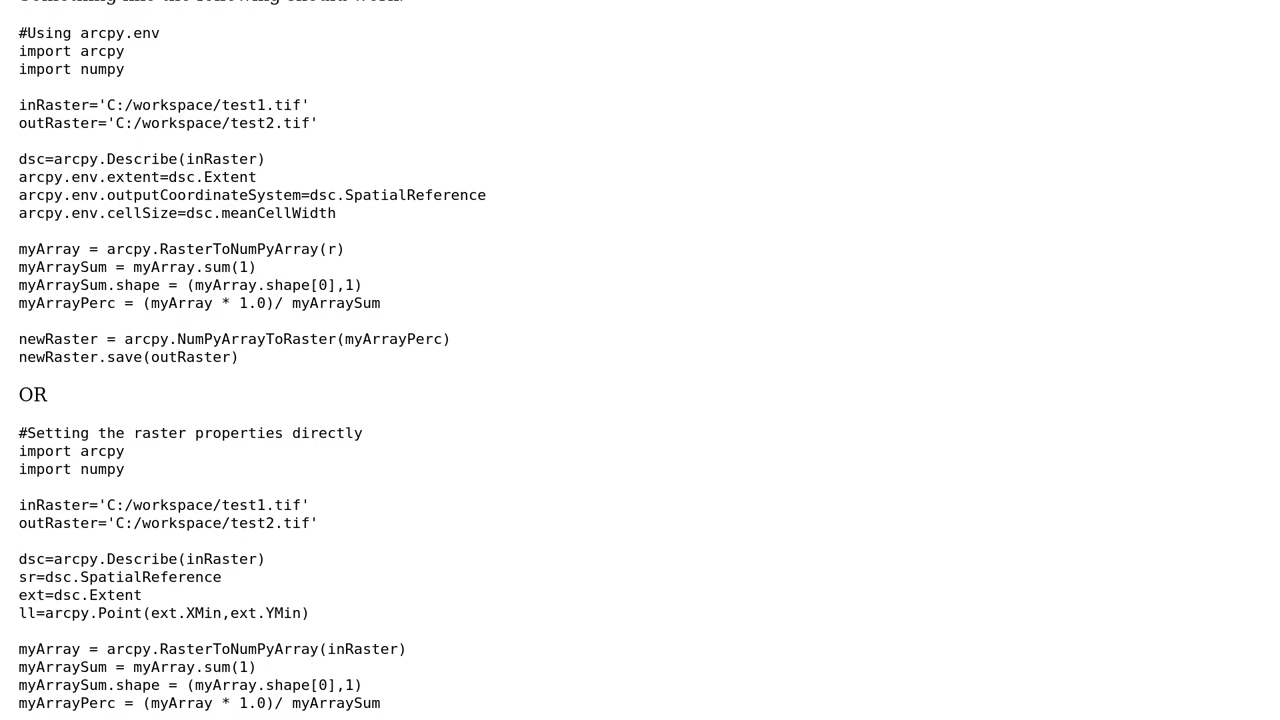 #Using arcpy.env
import arcpy
import numpy
inRaster='C:/workspace/test1.tif'
outRaster='C:/workspace/test2.tif'
dsc=arcpy.Describe(inRaster)
arcpy.env.extent=dsc.Extent
arcpy.env.outputCoordinateSystem=dsc.SpatialReference
arcpy.env.cellSize=dsc.meanCellWidth
myArray = arcpy.RasterToNumPyArray(r)
myArraySum = myArray.sum(1)
myArraySum.shape = (myArray.shape[0],1)
myArrayPerc = (myArray * 1.0)/ myArraySum
newRaster = arcpy.NumPyArrayToRaster(myArrayPerc)
newRaster.save(outRaster)
OR
#Setting the raster properties directly
import arcpy
import numpy
inRaster='C:/workspace/test1.tif'
outRaster='C:/workspace/test2.tif'
dsc=arcpy.Describe(inRaster)
sr=dsc.SpatialReference
ext=dsc.Extent
ll=arcpy.Point(ext.XMin,ext.YMin)
myArray = arcpy.RasterToNumPyArray(inRaster)
myArraySum = myArray.sum(1)
myArraySum.shape = (myArray.shape[0],1)
myArrayPerc = (myArray * 1.0)/ myArraySum